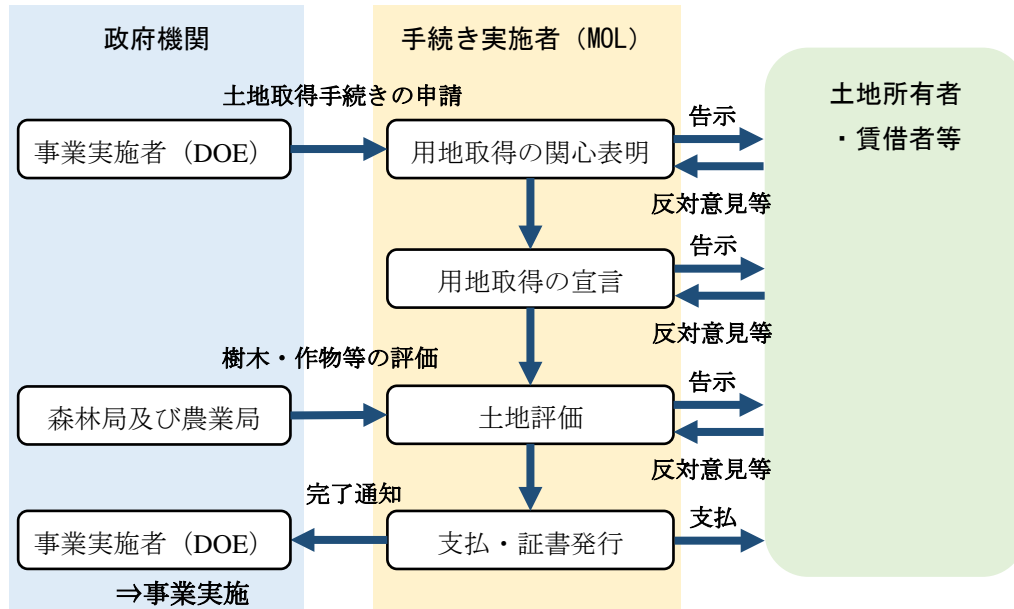 政府機関
手続き実施者（MOL）
土地所有者
・賃借者等
土地取得手続きの申請
告示
事業実施者（DOE）
用地取得の関心表明
反対意見等
告示
用地取得の宣言
反対意見等
樹木・作物等の評価
告示
森林局及び農業局
土地評価
反対意見等
完了通知
支払
事業実施者（DOE）
支払・証書発行
⇒事業実施